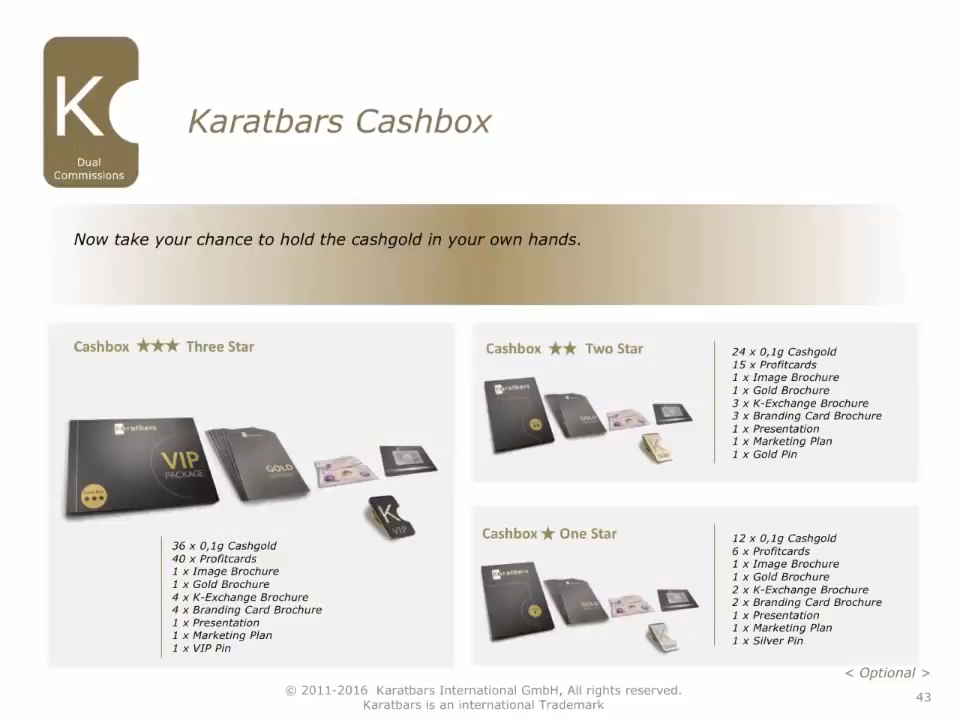 K
Dual
Commissions
Karatbars Cashbox
Now take your chance to hold the cashgold in your own hands.
Cashbox ★★★ Three Star
Karatbars
VIP
PACKAGE
GOLD
K
VIP
36 x 0,1g Cashgold
40 x Profitcards
1 x Image Brochure
1 x Gold Brochure
4 x K-Exchange Brochure
4 x Branding Card Brochure
1 x Presentation
1 x Marketing Plan
1 x VIP Pin
Cashbox ★★ Two Star
Karatbars
GOLD
K
24 x 0,1g Cashgold
15 x Profitcards
1 x Image Brochure
1 x Gold Brochure
3 x K-Exchange Brochure
3 x Branding Card Brochure
1 x Presentation
1 x Marketing Plan
1 x Gold Pin
Cashbox ★ One Star
Karatbars
GOLD
K
12 x 0,1g Cashgold
6 x Profitcards
1 x Image Brochure
1 x Gold Brochure
2 x K-Exchange Brochure
2 x Branding Card Brochure
1 x Presentation
1 x Marketing Plan
1 x Silver Pin
< Optional >
© 2011-2016 Karatbars International GmbH, All rights reserved.
Karatbars is an international Trademark
43